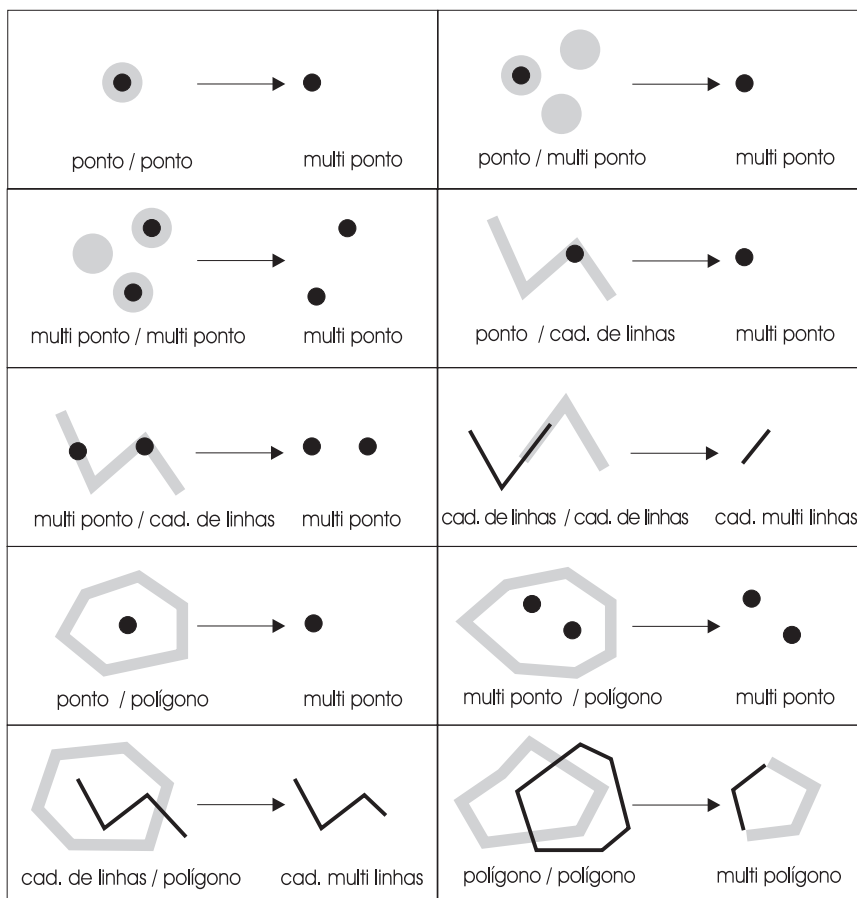 ponto / ponto multi ponto
ponto / multi ponto multi ponto
multi ponto / multi ponto multi ponto
ponto / cad. de linhas multi ponto
multi ponto / cad. de linhas multi ponto
cad. de linhas / cad. de linhas cad. multi linhas
ponto / polígono multi ponto
multi ponto / polígono multi ponto
cad. de linhas / polígono cad. multi linhas
polígono / polígono multi polígono